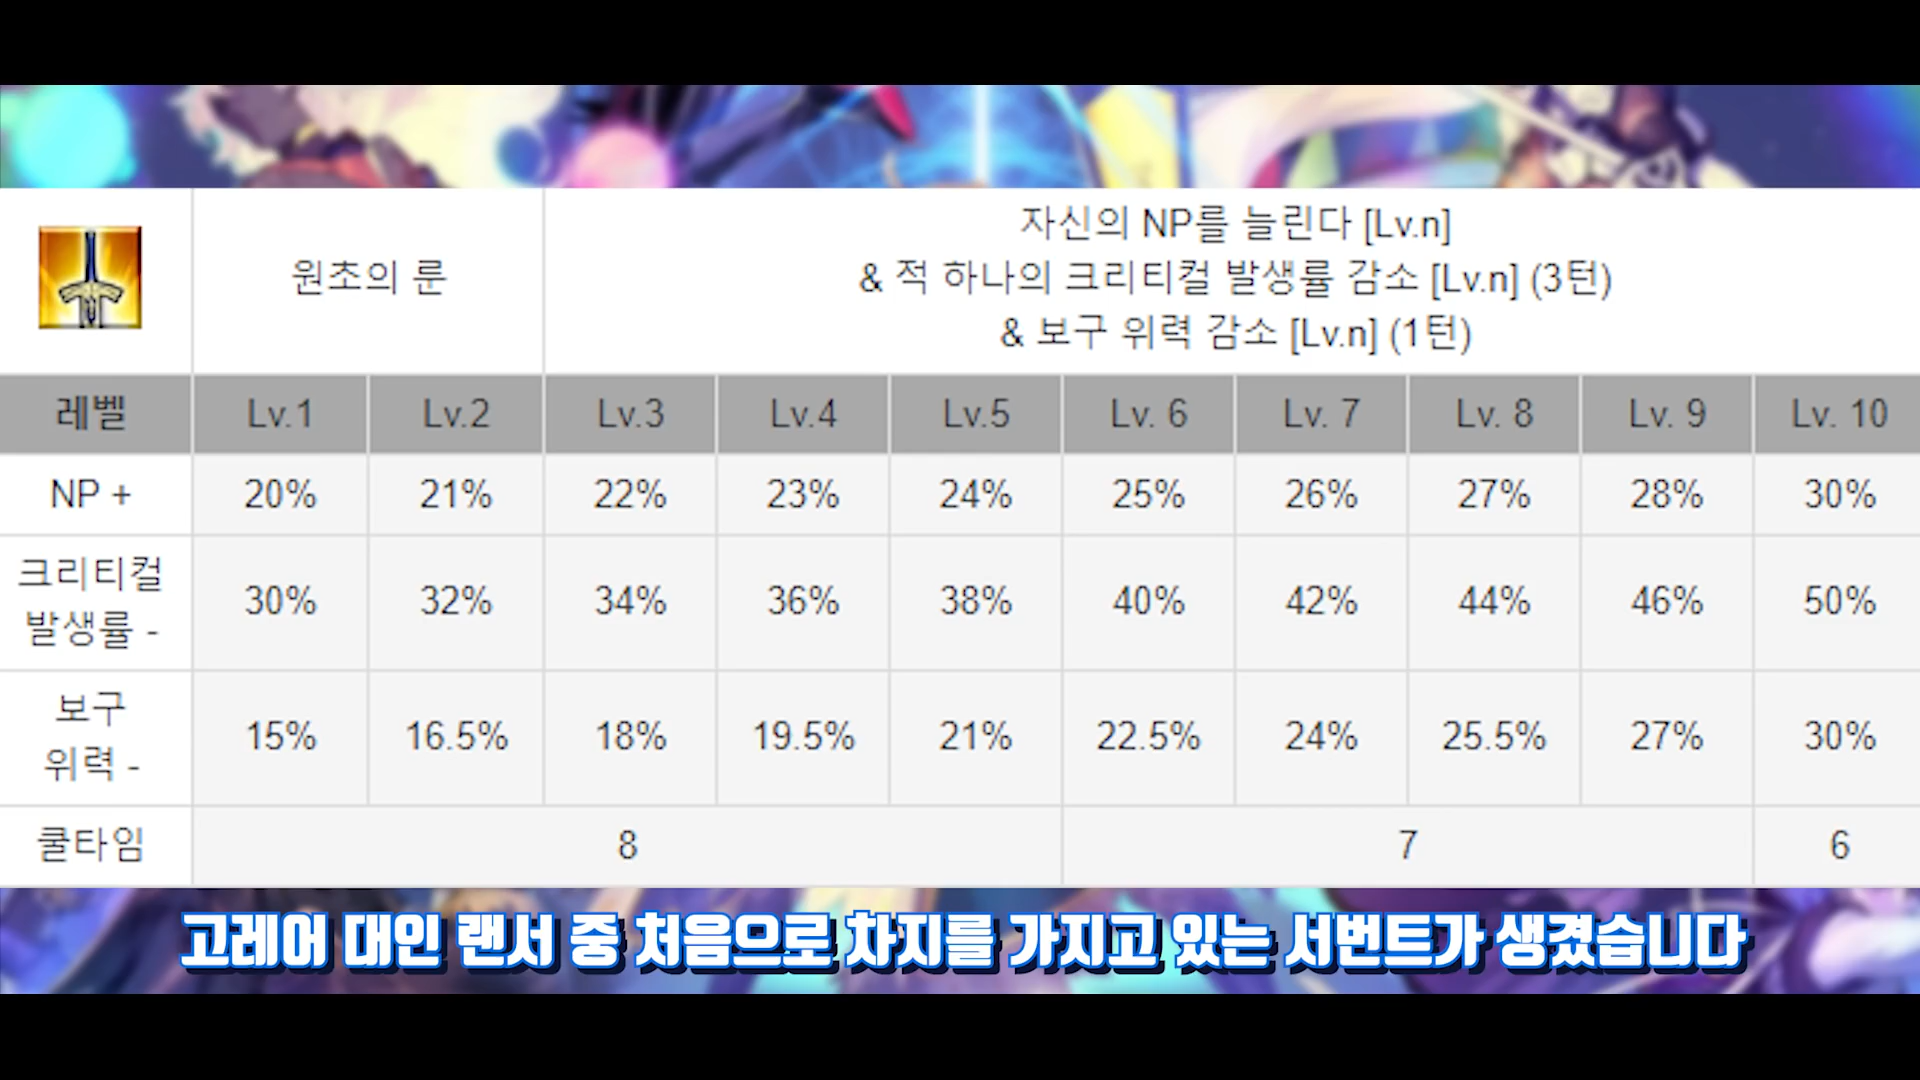 원초의 룬
자신의 NP를 늘린다 [Lv.n]
& 적 하나의 크리티컬 발생률 감소 [Lv.n] (3턴)
& 보구 위력 감소 [Lv.n] (1턴)
레벨 Lv.1 Lv.2 Lv.3 Lv.4 Lv.5 Lv. 6 Lv. 7 Lv. 8 Lv. 9 Lv. 10
NP + 20% 21% 22% 23% 24% 25% 26% 27% 28% 30%
크리티컬
발생률 - 30% 32% 34% 36% 38% 40% 42% 44% 46% 50%
보구
위력 - 15% 16.5% 18% 19.5% 21% 22.5% 24% 25.5% 27% 30%
쿨타임 8 7 6
고레어 대인 랜서 중 처음으로 차지를 가지고 있는 서번트가 생겼습니다